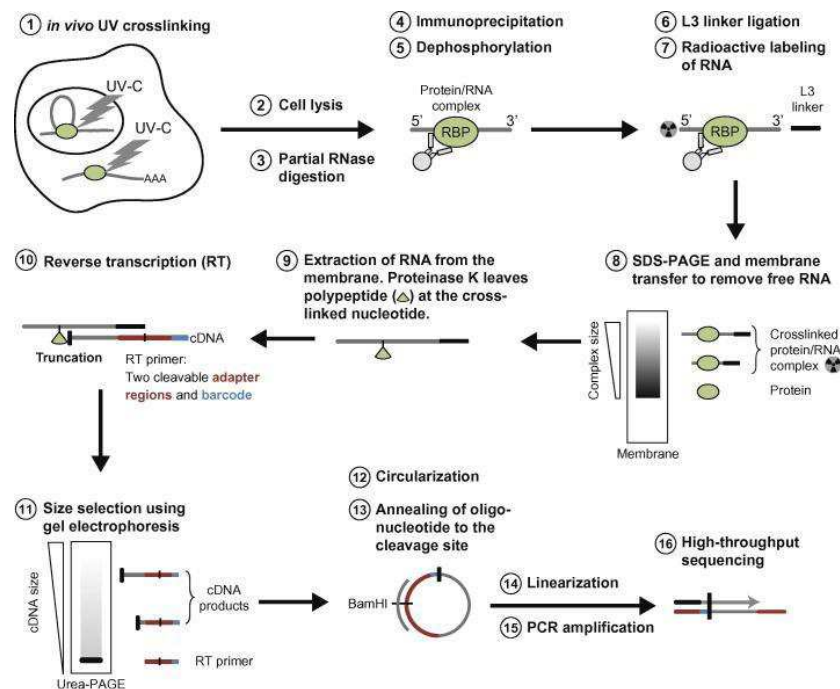 1 in vivo UV crosslinking
UV-C
UV-C
AAA
2 Cell lysis
3 Partial RNase
digestion
4 Immunoprecipitation
5 Dephosphorylation
Protein/RNA
complex
5' 3'
RBP
6 L3 linker ligation
7 Radioactive labeling
of RNA
L3
linker
5' 3'
RBP
8 SDS-PAGE and membrane
transfer to remove free RNA
Complex size
Crosslinked
protein/RNA
complex
Protein
Membrane
9 Extraction of RNA from the
membrane. Proteinase K leaves
polypeptide ( ) at the cross-
linked nucleotide.
10 Reverse transcription (RT)
cDNA
Truncation
RT primer:
Two cleavable adapter
regions and barcode
11 Size selection using
gel electrophoresis
cDNA size
cDNA
products
RT primer
Urea-PAGE
12 Circularization
13 Annealing of oligo-
nucleotide to the
cleavage site
BamHI
14 Linearization
15 PCR amplification
16 High-throughput
sequencing